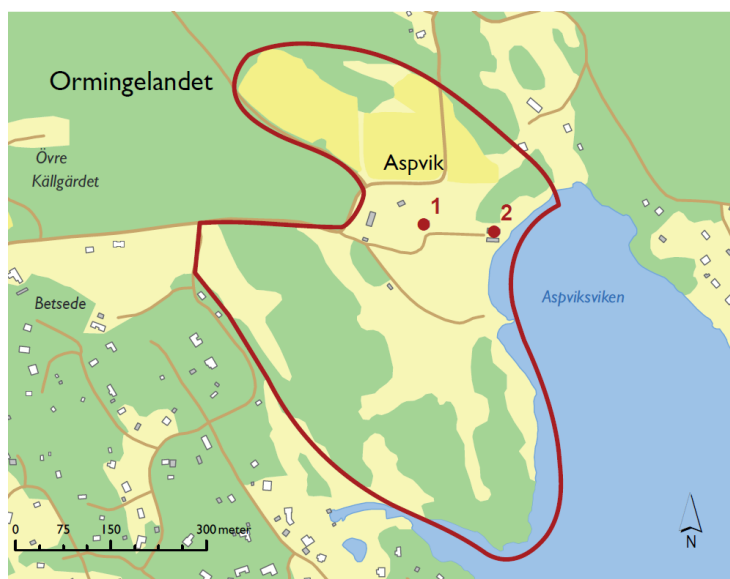 Ormingelandet
Övre
Källgärdet
Aspvik
1
2
Betsede
Aspviksviken
0 75 150 300 meter
N